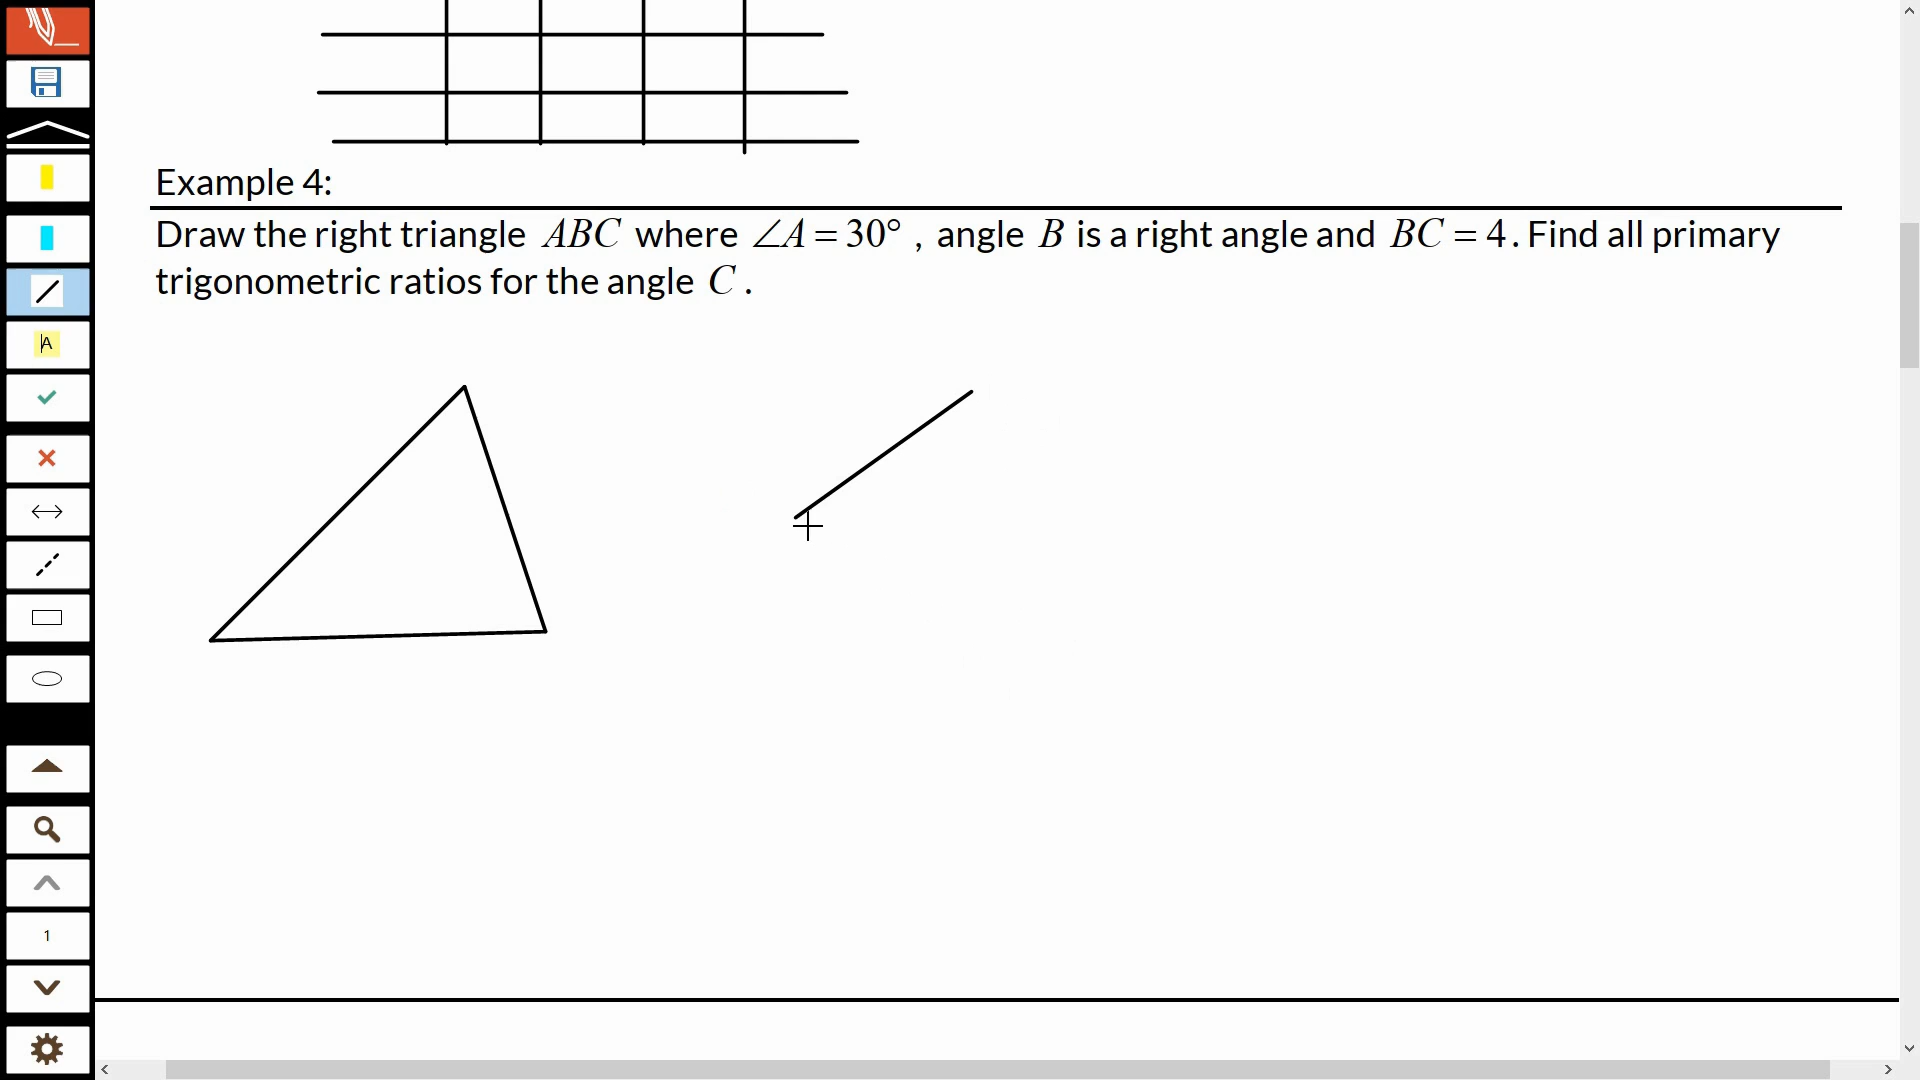 Example 4:
Draw the right triangle ABC where ∠A = 30° , angle B is a right angle and BC = 4. Find all primary
trigonometric ratios for the angle C .
A
1